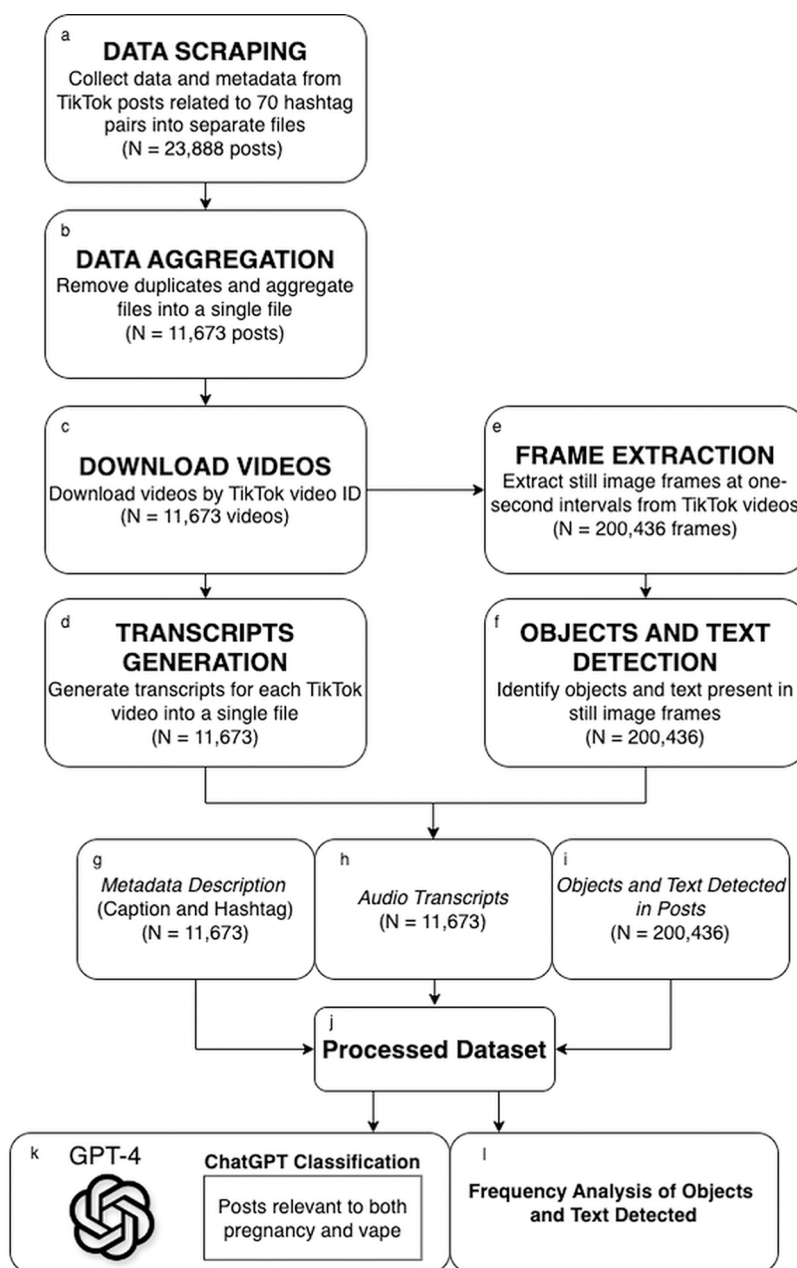 a
DATA SCRAPING
Collect data and metadata from
TikTok posts related to 70 hashtag
pairs into separate files
(N = 23,888 posts)
b
DATA AGGREGATION
Remove duplicates and aggregate
files into a single file
(N = 11,673 posts)
c
DOWNLOAD VIDEOS
Download videos by TikTok video ID
(N = 11,673 videos)
e
FRAME EXTRACTION
Extract still image frames at one-
second intervals from TikTok videos
(N = 200,436 frames)
d
TRANSCRIPTS
GENERATION
Generate transcripts for each TikTok
video into a single file
(N = 11,673)
f
OBJECTS AND TEXT
DETECTION
Identify objects and text present in
still image frames
(N = 200,436)
g
Metadata Description
(Caption and Hashtag)
(N = 11,673)
h
Audio Transcripts
(N = 11,673)
i
Objects and Text Detected
in Posts
(N = 200,436)
j
Processed Dataset
k
GPT-4
ChatGPT Classification
Posts relevant to both
pregnancy and vape
l
Frequency Analysis of Objects
and Text Detected